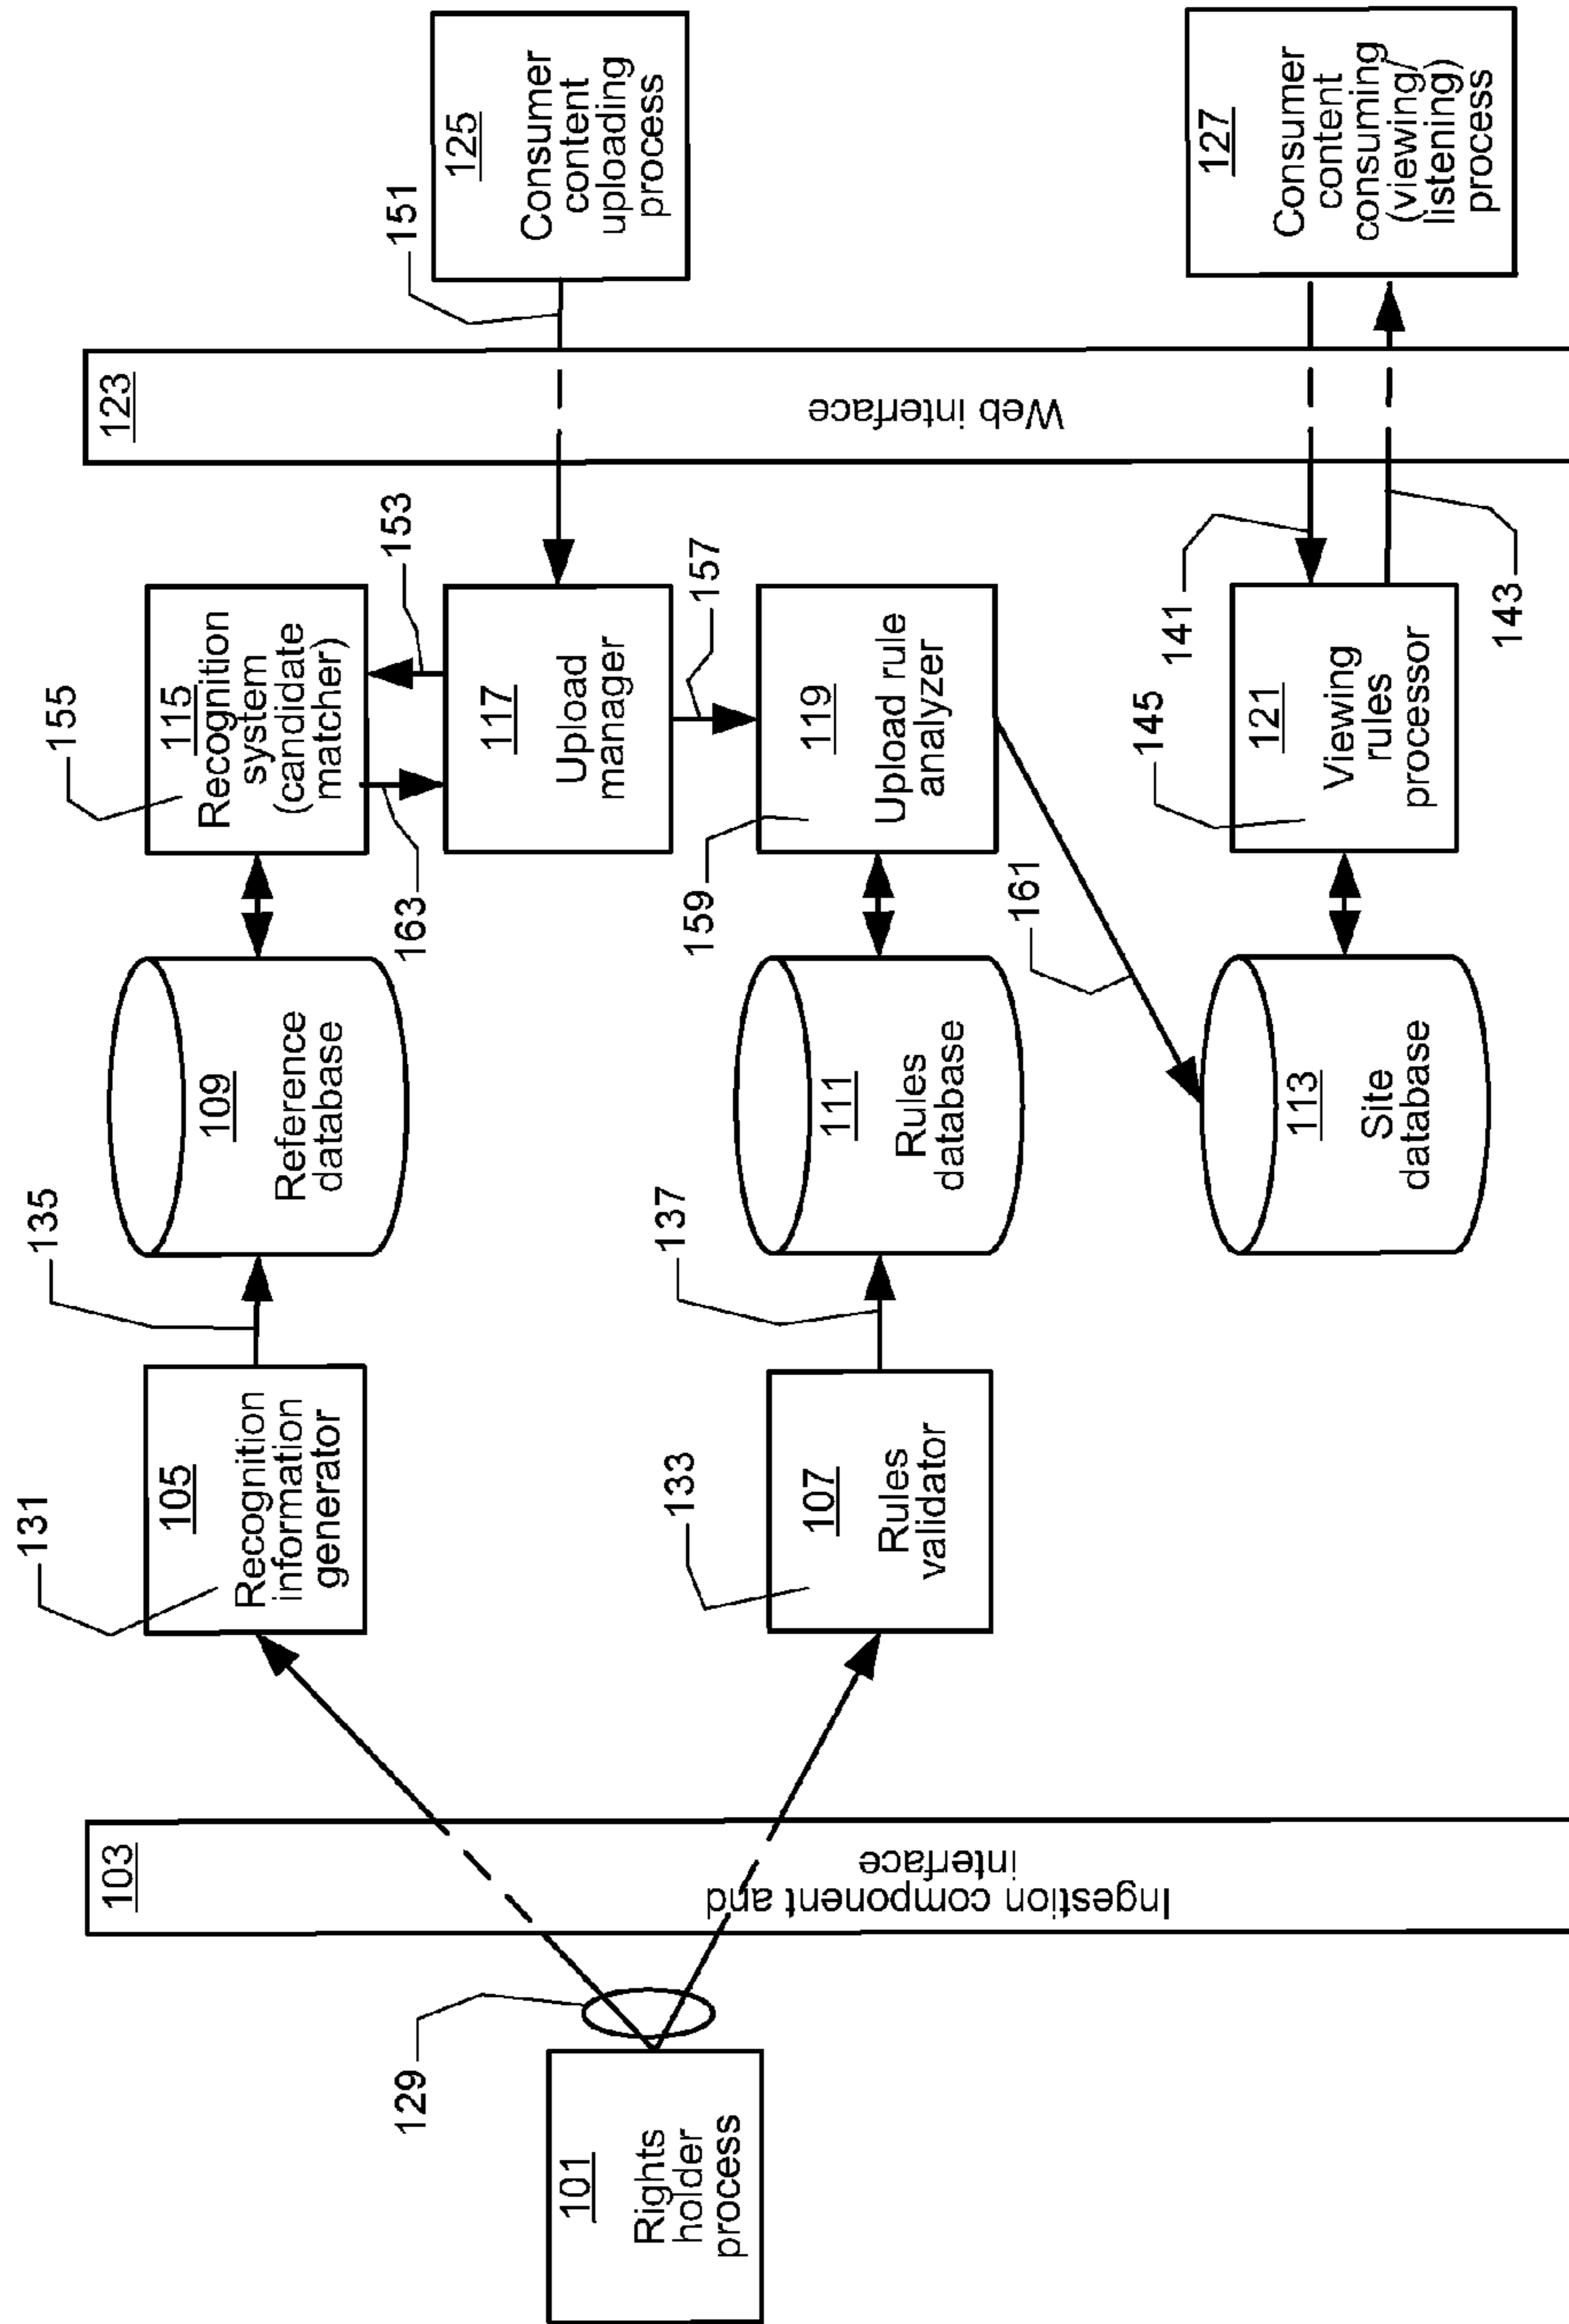 101
Rights
holder
process
129
103
Ingestion component and
interface
131
105
Recognition
information
generator
135
133
107
Rules
validator
137
109
Reference
database
111
Rules
database
113
Site
database
155
115
Recognition
system
(candidate
matcher)
163
153
117
Upload
manager
157
159
119
Upload rule
analyzer
161
145
121
Viewing
rules
processor
141
143
123
Web interface
151
125
Consumer
content
uploading
process
127
Consumer
content
consuming
(viewing/
listening)
process